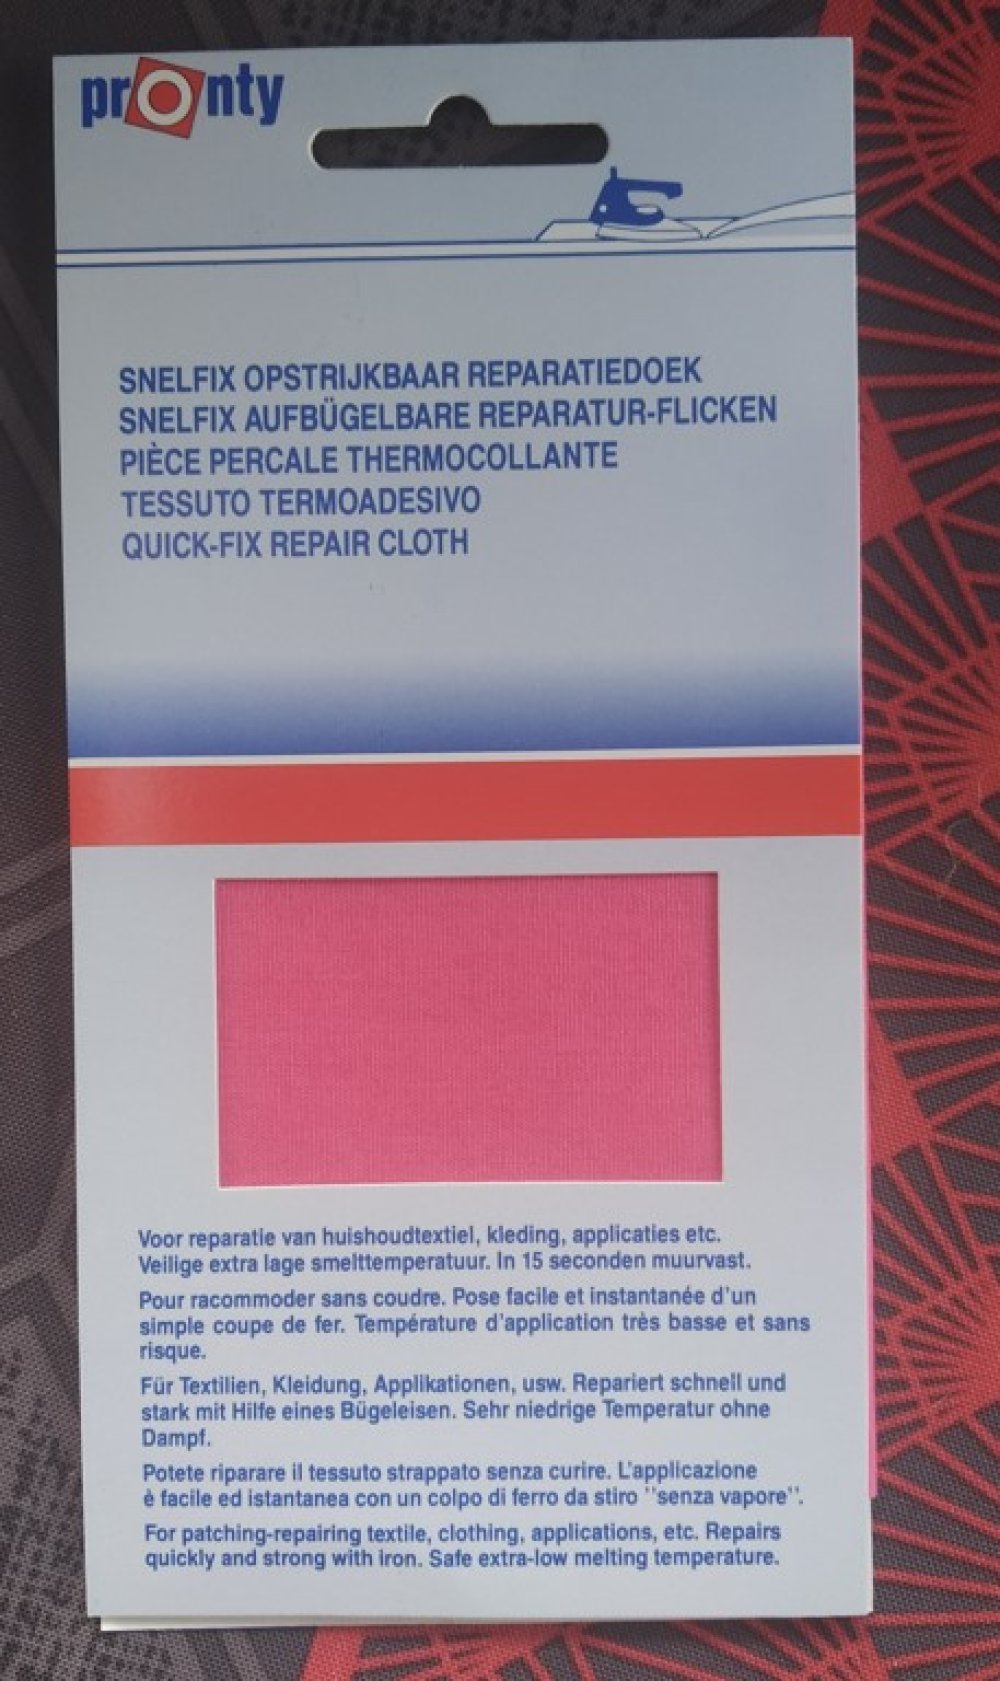 pronty
SNELFIX OPSTRIJKBAAR REPARATIEDOEK
SNELFIX AUFBÜGELBARE REPARATUR-FLICKEN
PIÈCE PERCALE THERMOCOLLANTE
TESSUTO TERMOADESIVO
QUICK-FIX REPAIR CLOTH
Voor reparatie van huishoudtextiel, kleding, applicaties etc.
Veilige extra lage smelttemperatuur. In 15 seconden muurvast.
Pour racommoder sans coudre. Pose facile et instantanée d'un
simple coupe de fer. Température d'application très basse et sans
risque.
Für Textilien, Kleidung, Applikationen, usw. Repariert schnell und
stark mit Hilfe eines Bügeleisen. Sehr niedrige Temperatur ohne
Dampf.
Potete riparare il tessuto strappato senza curire. L'applicazione
è facile ed istantanea con un colpo di ferro da stiro ''senza vapore''.
For patching-repairing textile, clothing, applications, etc. Repairs
quickly and strong with iron. Safe extra-low melting temperature.